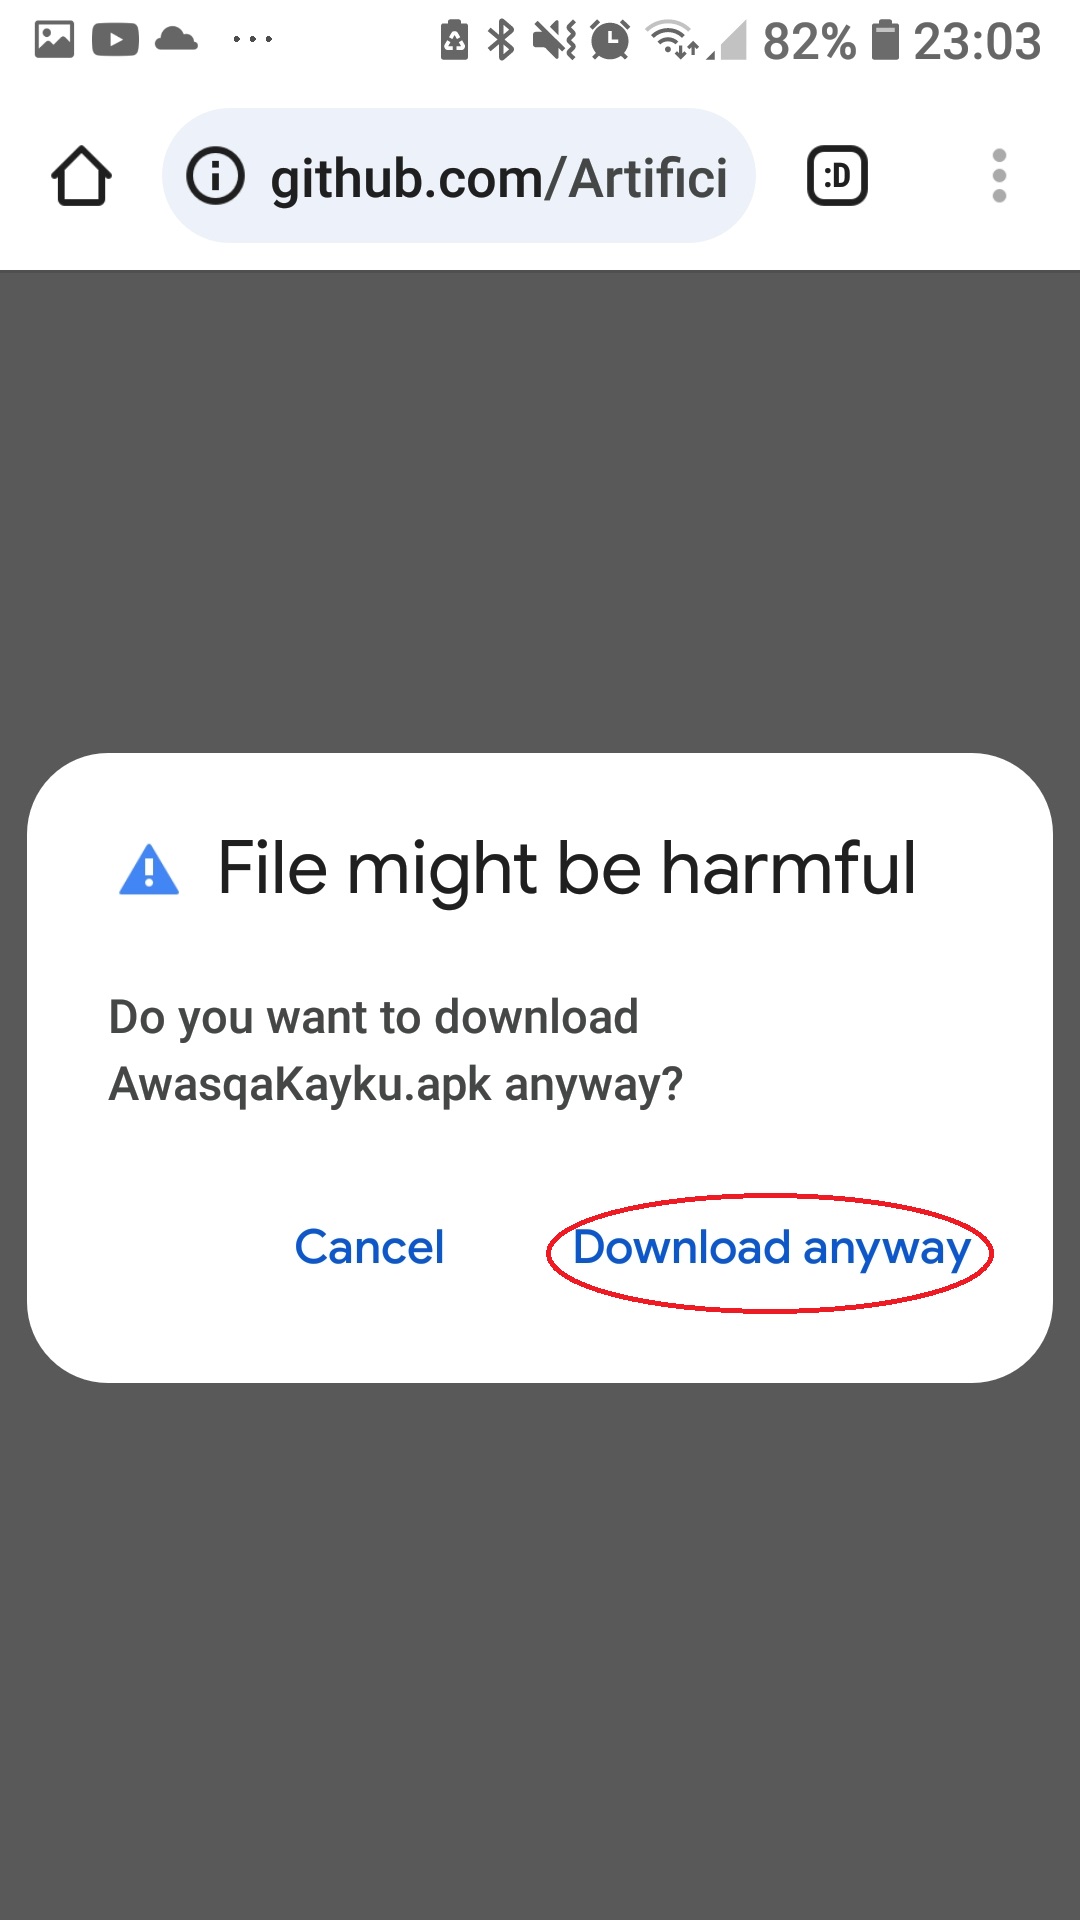 82% 23:03
github.com/Artifici
:D
File might be harmful
Do you want to download
AwasqaKayku.apk anyway?
Cancel Download anyway